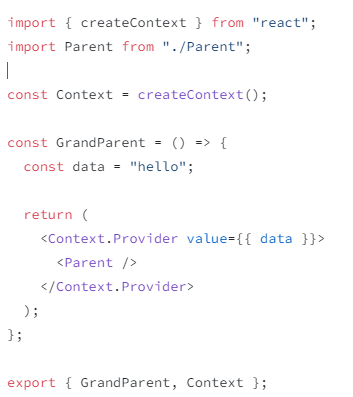 import { createContext } from "react";
import Parent from "./Parent";

const Context = createContext();

const GrandParent = () => {
  const data = "hello";

  return (
    <Context.Provider value={{ data }}>
      <Parent />
    </Context.Provider>
  );
};

export { GrandParent, Context };